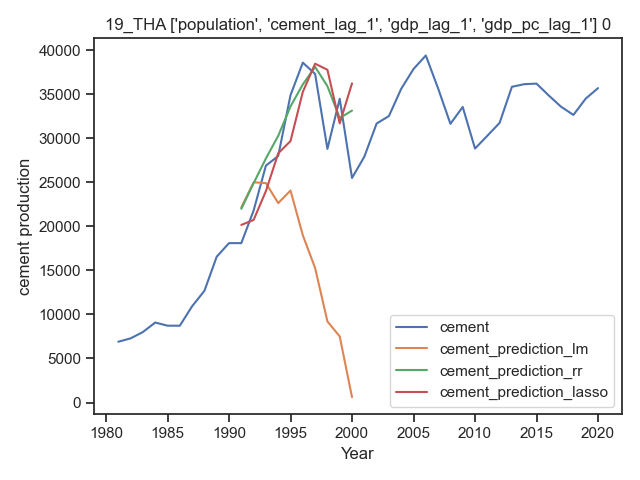 19_THA ['population', 'cement_lag_1', 'gdp_lag_1', 'gdp_pc_lag_1'] 0
40000
35000
30000
25000
20000
15000
10000
5000
0
cement production
cement
cement_prediction_lm
cement_prediction_rr
cement_prediction_lasso
1980
1985
1990
1995
2000
2005
2010
2015
2020
Year